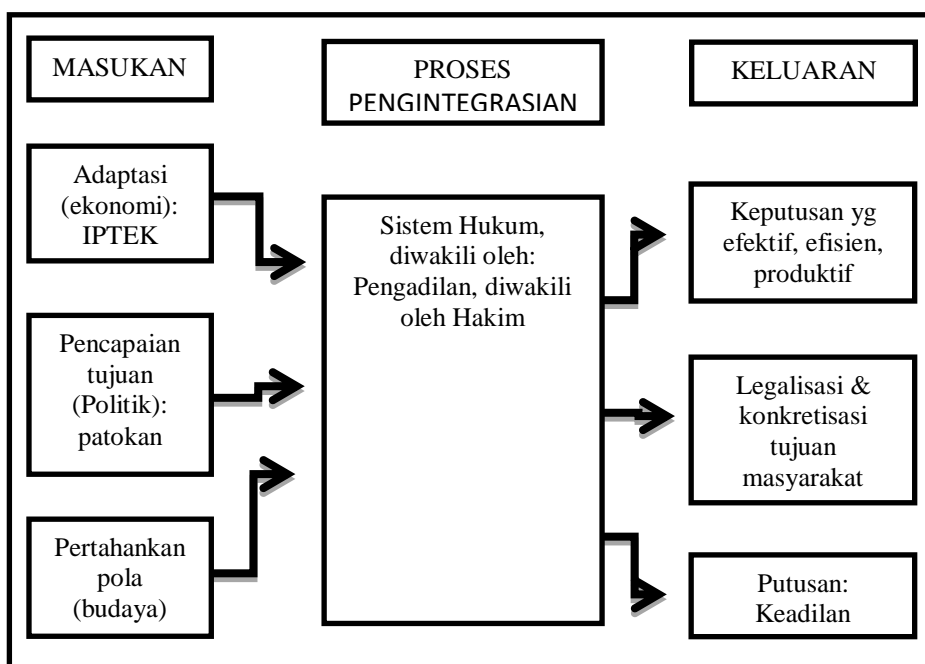 MASUKAN
PROSES
PENGINTEGRASIAN
KELUARAN
Adaptasi
(ekonomi):
IPTEK
Pencapaian
tujuan
(Politik):
patokan
Pertahankan
pola
(budaya)
Sistem Hukum,
diwakili oleh:
Pengadilan, diwakili
oleh Hakim
Keputusan yg
efektif, efisien,
produktif
Legalisasi &
konkretisasi
tujuan
masyarakat
Putusan:
Keadilan